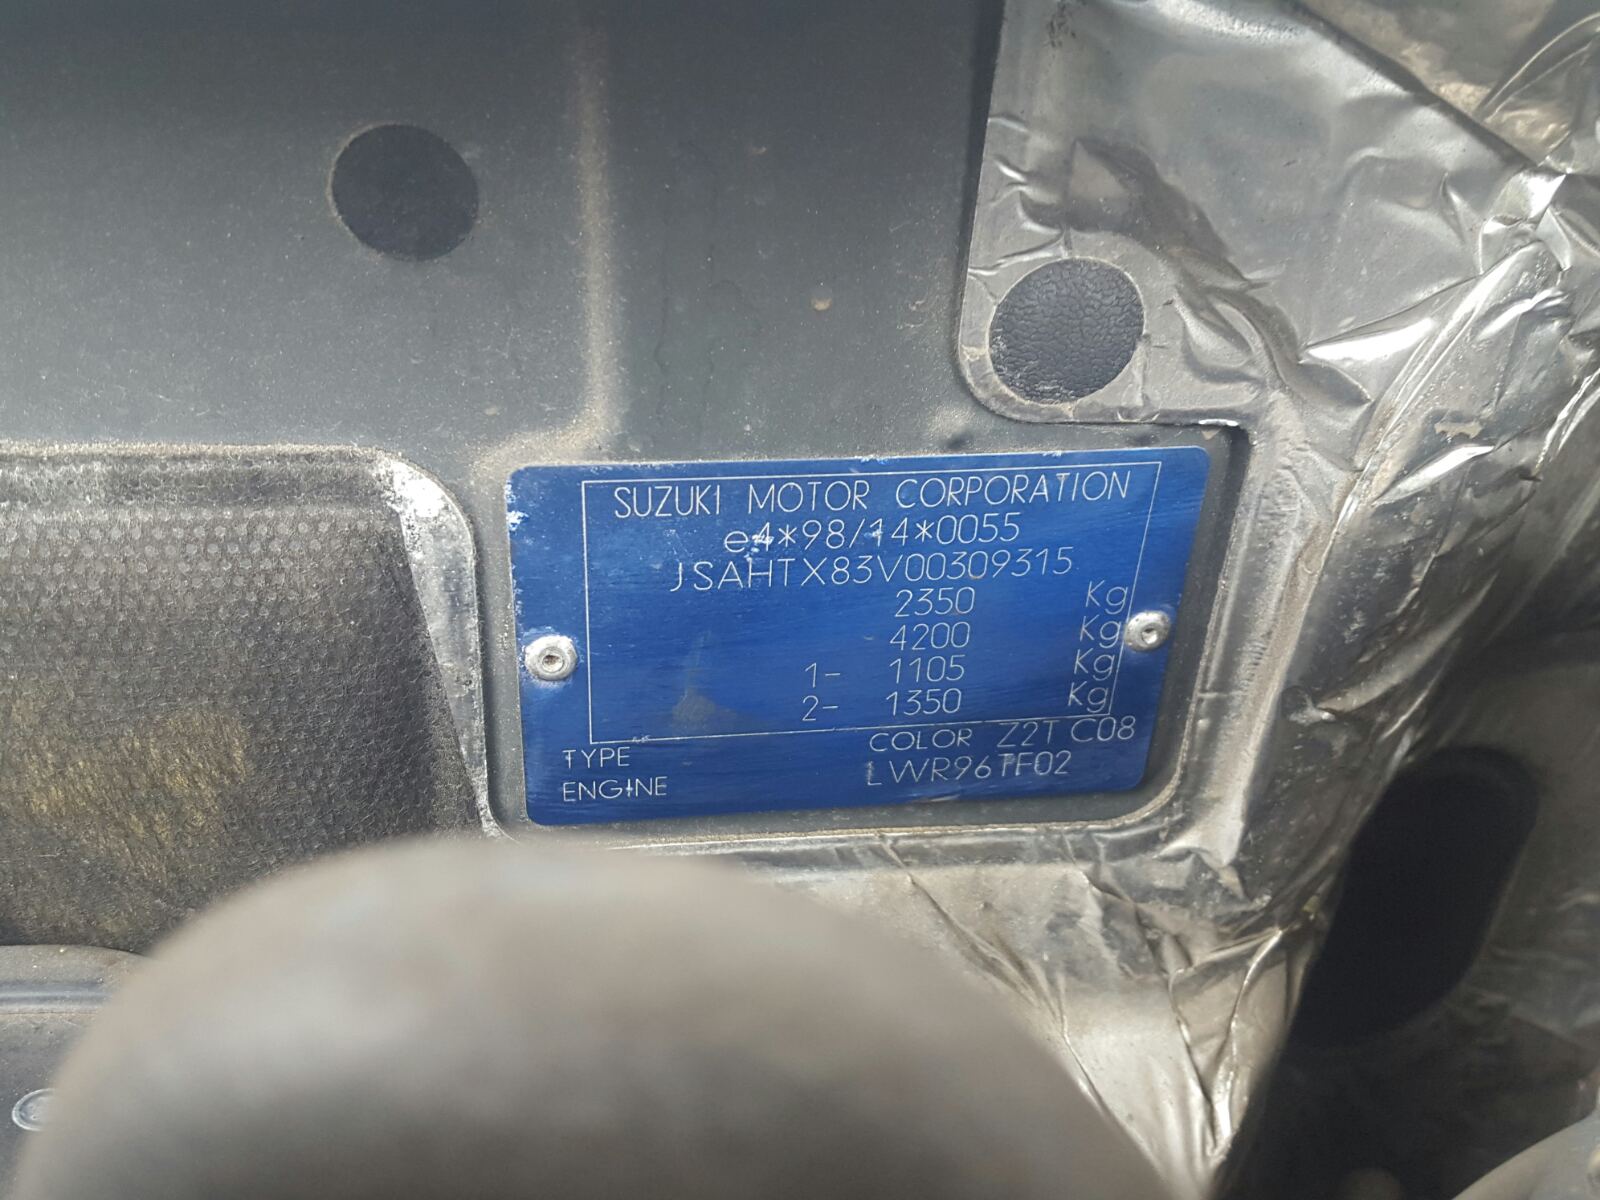 SUZUKI MOTOR CORPORATION
e4*98/14*0055
JSAHTX83V00309315
2350 Kg
4200 Kg
1- 1105 Kg
2- 1350 Kg
TYPE COLOR Z2T C08
ENGINE LWR96TF02